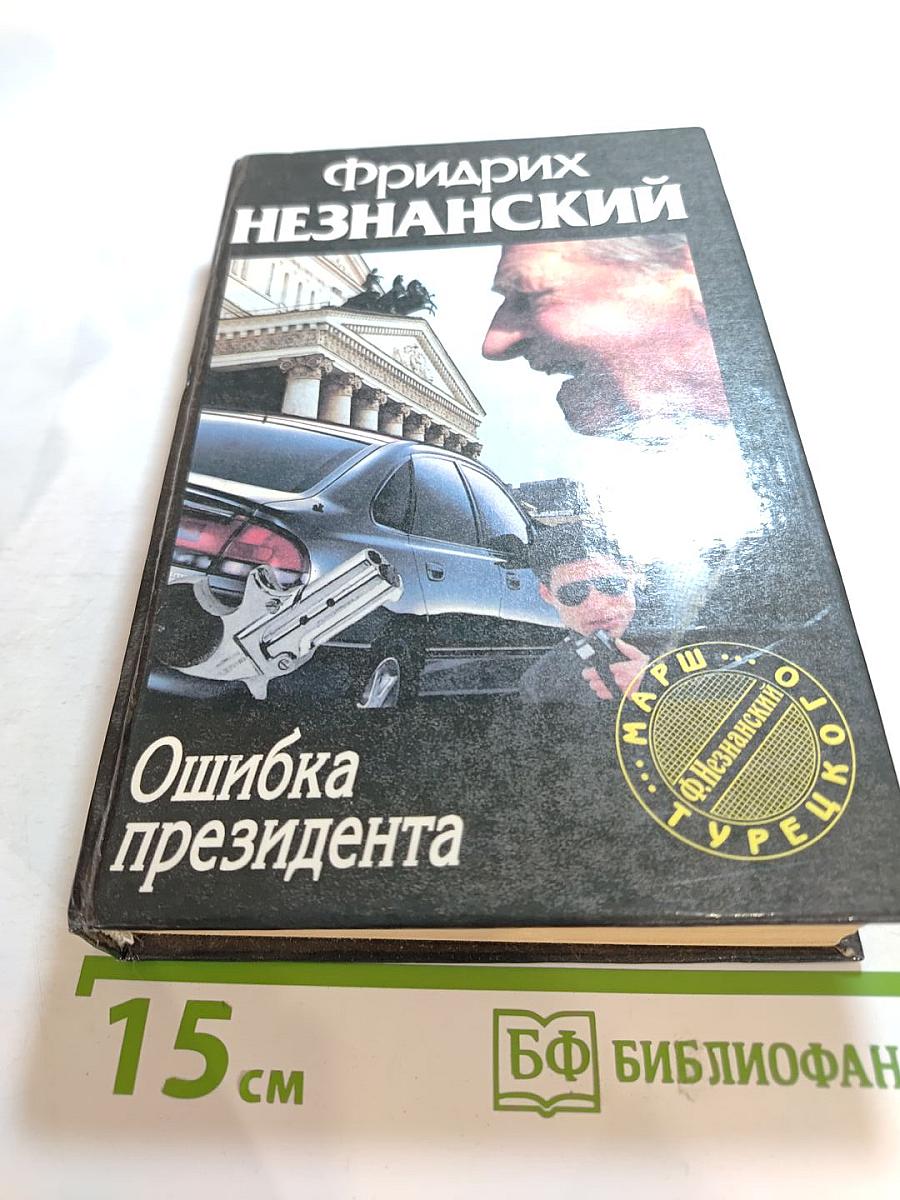 Фридрих
НЕЗНАНСКИЙ
МАРШ
Ф.Незнанский
ТУРЕЦКОГО
Ошибка
президента
15 см
БФ БИБЛИОФАН